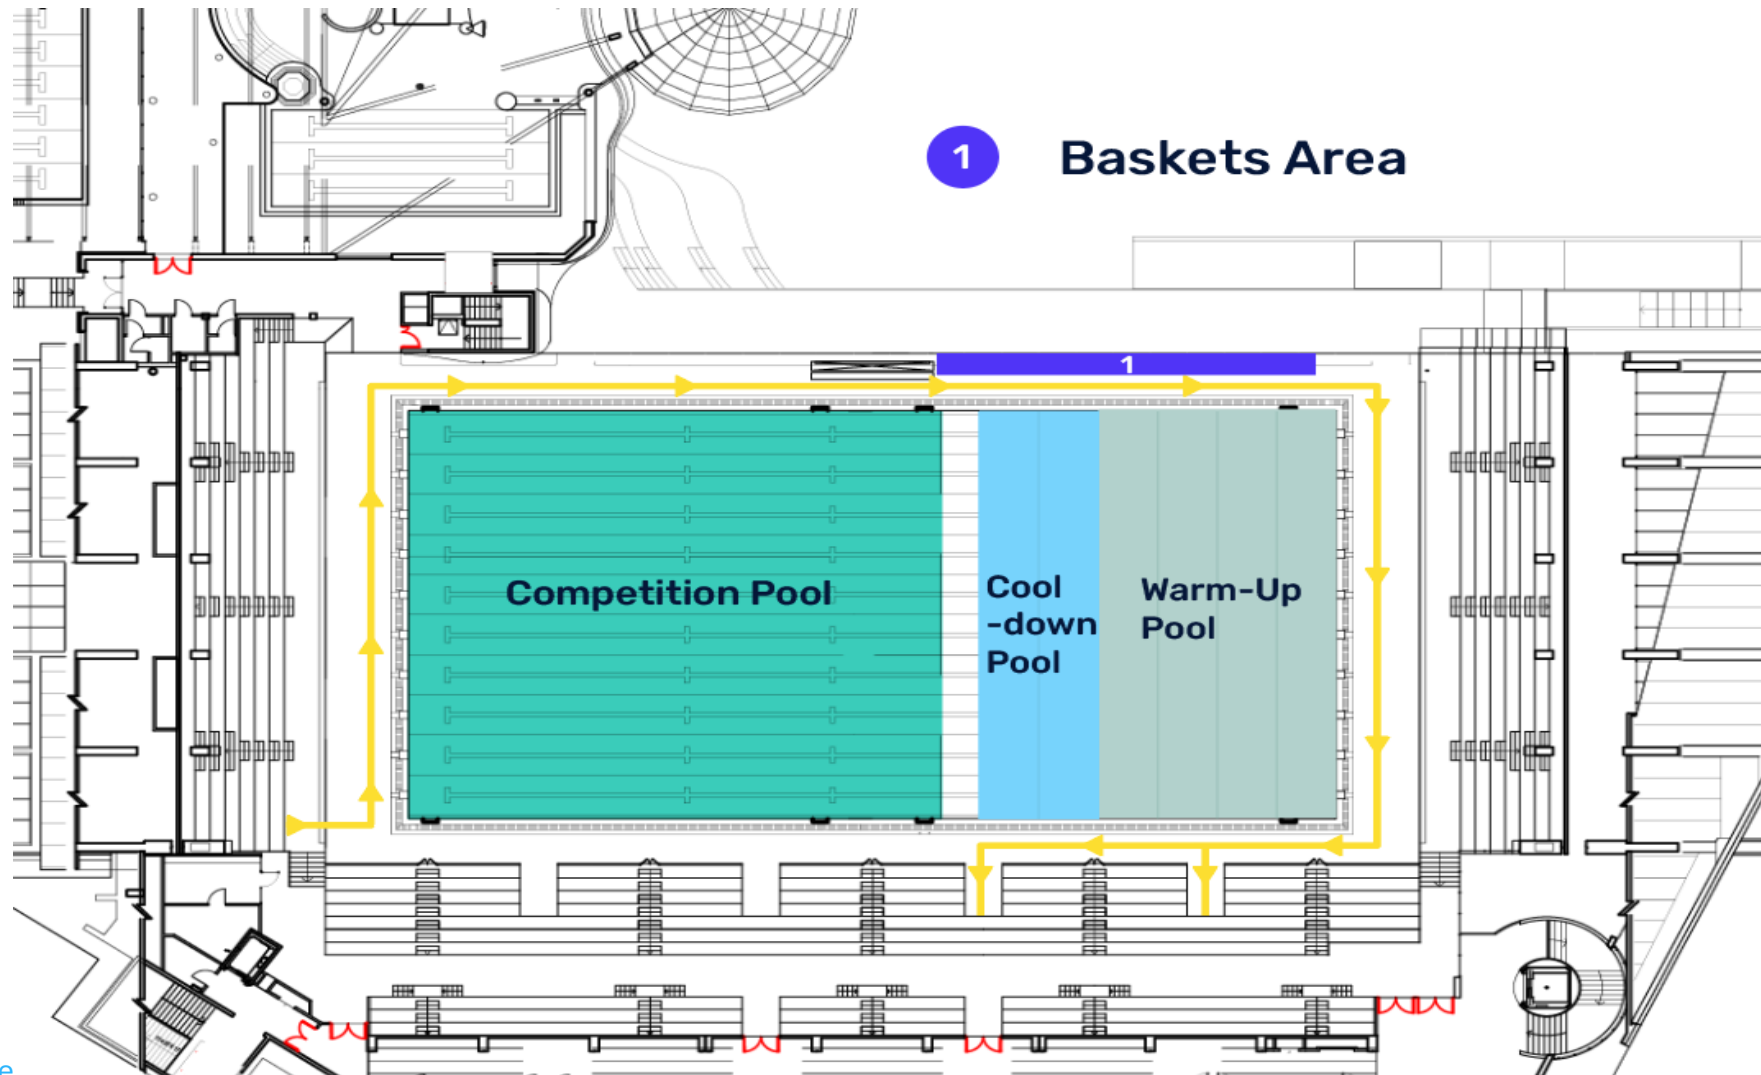 1 Baskets Area
1
Competition Pool
Cool
-down
Pool
Warm-Up
Pool
e